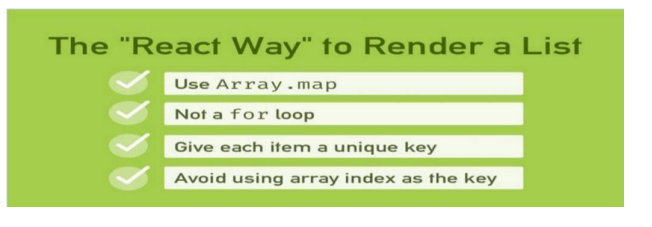 The "React Way" to Render a List
Use Array.map
Not a for loop
Give each item a unique key
Avoid using array index as the key